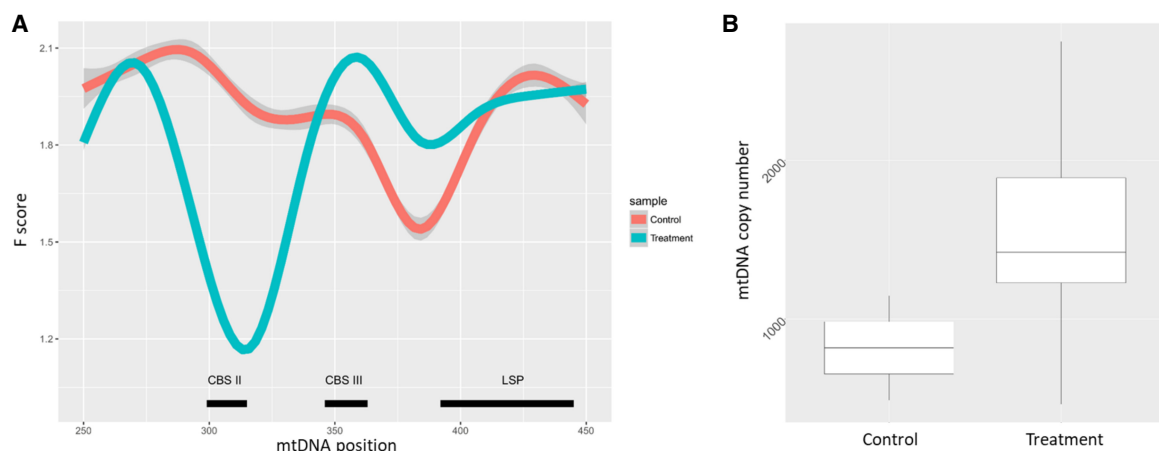 A
F score
2.1
1.8
1.5
1.2
CBS II
CBS III
LSP
250
300
350
400
450
mtDNA position
sample
Control
Treatment
B
mtDNA copy number
2000
1000
Control
Treatment